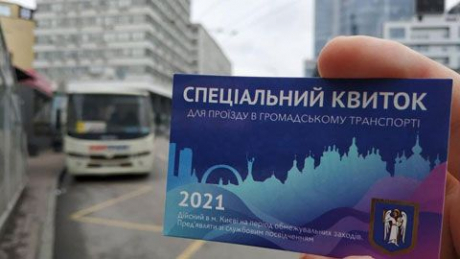 СПЕЦІАЛЬНИЙ КВИТОК
ДЛЯ ПРОЇЗДУ В ГРОМАДСЬКОМУ ТРАНСПОРТІ
2021
Дійсний в м. Києві на період обмежувальних заходів.
Пред'являти зі службовим посвідченням